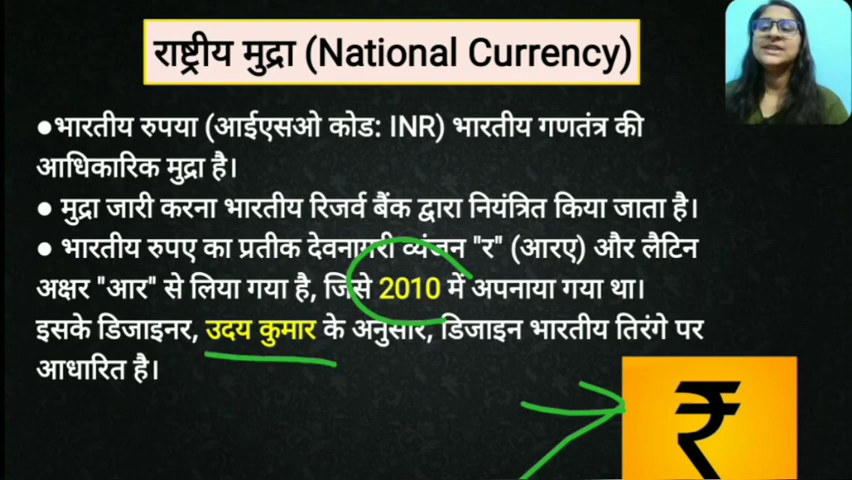 राष्ट्रीय मुद्रा (National Currency)
●भारतीय रुपया (आईएसओ कोड: INR) भारतीय गणतंत्र की
आधिकारिक मुद्रा है।
● मुद्रा जारी करना भारतीय रिजर्व बैंक द्वारा नियंत्रित किया जाता है।
● भारतीय रुपए का प्रतीक देवनागरी व्यंजन "र" (आरए) और लैटिन
अक्षर "आर" से लिया गया है, जिसे 2010 में अपनाया गया था।
इसके डिजाइनर, उदय कुमार के अनुसार, डिजाइन भारतीय तिरंगे पर
आधारित है।
₹